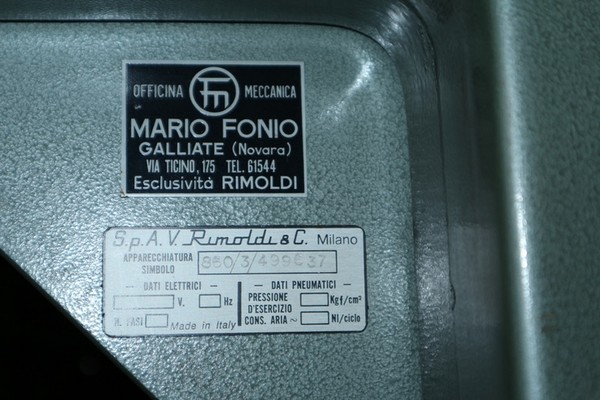 OFFICINA Fm MECCANICA
MARIO FONIO
GALLIATE (Novara)
VIA TICINO, 175 TEL. 61544
Esclusività RIMOLDI
S.p.A. V. Rimoldi & C. Milano
APPARECCHIATURA
SIMBOLO
DATI ELETTRICI
V. Hz
N. FASI Made in Italy
DATI PNEUMATICI
PRESSIONE D'ESERCIZIO Kgf/cm²
CONS. ARIA ~ Nl/ciclo